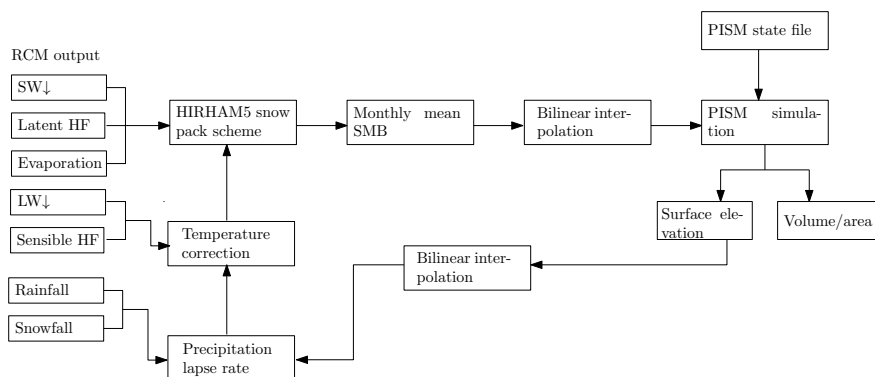 PISM state file
RCM output
SW↓
Latent HF
Evaporation
HIRHAM5 snow
pack scheme
Monthly mean
SMB
Bilinear inter-
polation
PISM simula-
tion
LW↓
Sensible HF
Temperature
correction
Surface ele-
vation
Volume/area
Bilinear inter-
polation
Rainfall
Snowfall
Precipitation
lapse rate